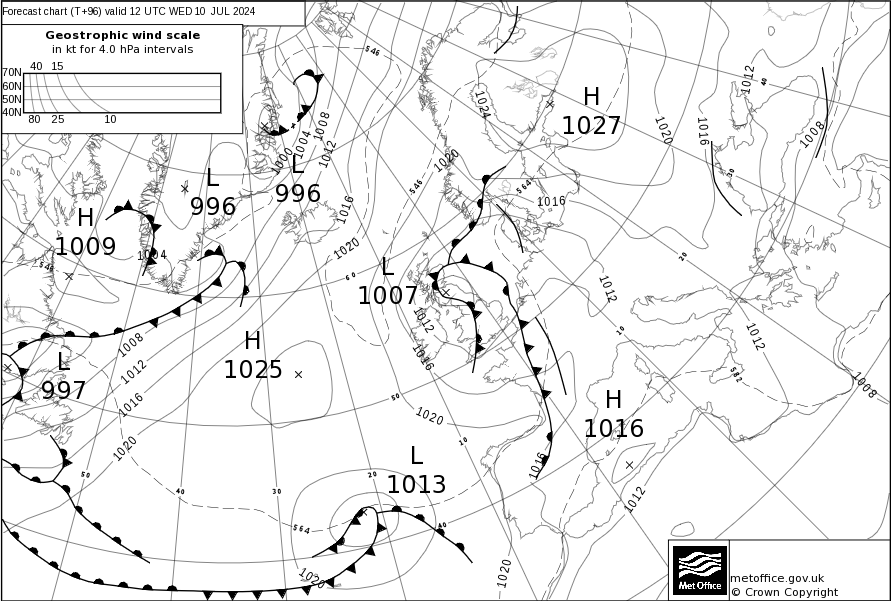 Forecast chart (T+96) valid 12 UTC WED 10 JUL 2024
Geostrophic wind scale
in kt for 4.0 hPa intervals
40 15
70N
60N
50N
40N
80 25 10
546
1012
40
H
1027
1024
1008
1020
1016
1008
1004
1000
1012
1020
L
996
L
996
546
564
30
1016
1016
H
1009
1004
546
1020
20
L
1007
60
1012
1012
10
1012
1008
H
1025
1016
L
997
1012
582
1008
1016
50
1020
H
1016
1020
10
1016
L
1013
20
50
40
30
1012
564
40
1020
1020
Met Office
metoffice.gov.uk
© Crown Copyright